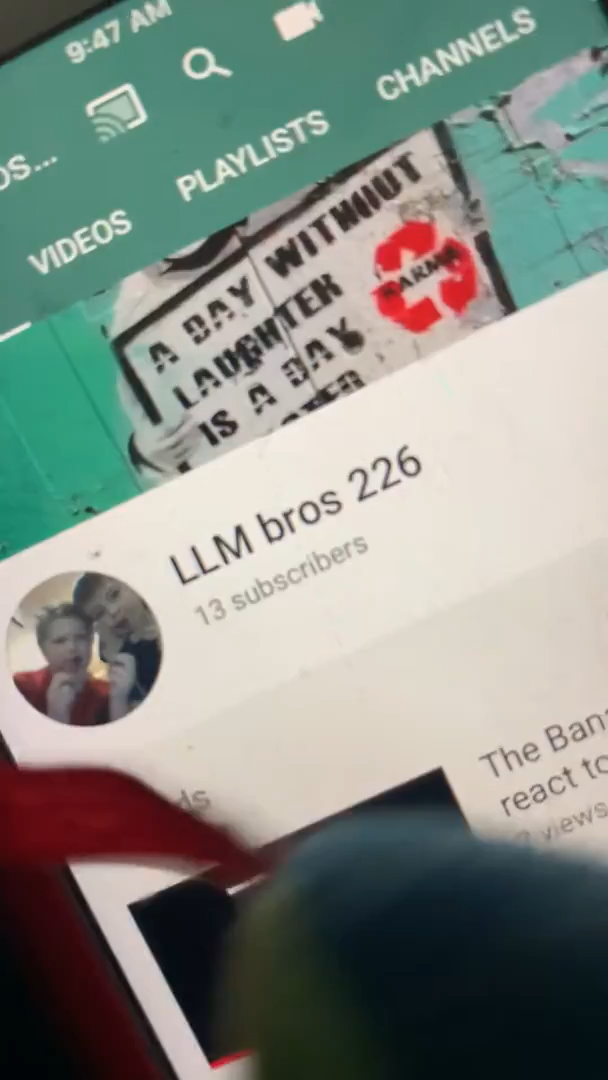 9:47 AM
VIDEOS
PLAYLISTS
CHANNELS
A DAY WITHOUT
LAUGHTER
IS A DAY
KARMA
LLM bros 226
13 subscribers
The
react to
views